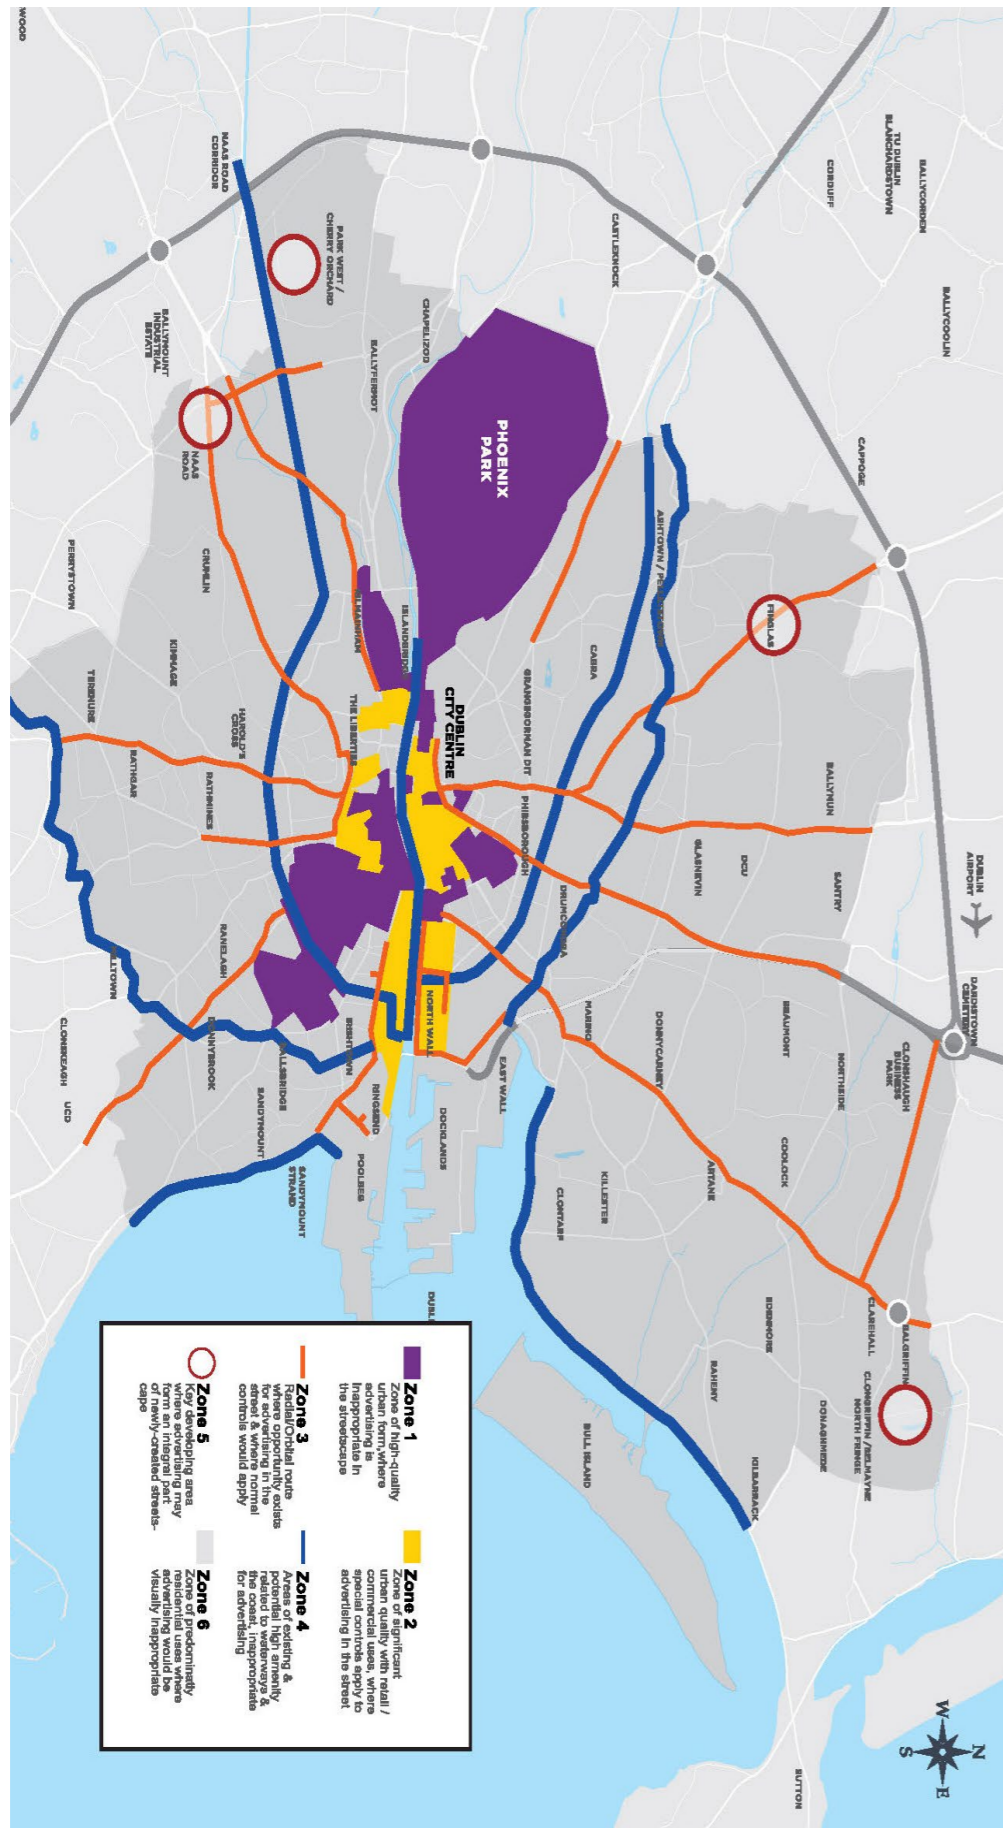 WOOD
NAAS ROAD
CORRIDOR
PARK WEST /
CHERRY ORCHARD
BALLYMOUNT
INDUSTRIAL
ESTATE
NAAS
ROAD
BALLYFERMOT
CHAPELIZOD
CASTLEKNOCK
TU DUBLIN
BLANCHARDSTOWN
CORDUFF
BALLYCORDEN
BALLYCOOLIN
CAPPOGE
PHOENIX
PARK
FINGLAS
CABRA
GRANGEGORMAN DIT
ISLANDBRIDGE
KILMAINHAM
CRUMLIN
PERRYSTOWN
KIMMAGE
TERENURE
HAROLD'S
CROSS
RATHGAR
RATHMINES
THE LIBERTIES
DUBLIN
CITY CENTRE
PHIBSBOROUGH
DRUMCONDRA
GLASNEVIN
DCU
BALLYMUN
SANTRY
DUBLIN
AIRPORT
DARDISTOWN
CEMETERY
CLONSHAUGH
BUSINESS
PARK
BEAUMONT
NORTHSIDE
MARINO
DONNYCARNEY
COOLOCK
ARTANE
KILLESTER
CLONTARF
EAST WALL
NORTH WALL
DOCKLANDS
RINGSEND
IRISHTOWN
POOLBEG
RANELAGH
MILLTOWN
DONNYBROOK
BALLSBRIDGE
SANDYMOUNT
SANDYMOUNT
STRAND
CLONSKEAGH
UCD
EDENMORE
RAHENY
CLAREHALL
BALGRIFFIN
CLONGRIFFIN /BELMAYNE
NORTH FRINGE
DONAGHMEDE
KILBARRACK
BULL ISLAND
SUTTON
N
W
E
S
Zone 1
Zone of high-quality
urban form,where
advertising is
inappropriate in
the streetscape
Zone 2
Zone of significant
urban quality with retail /
commercial uses, where
special controls apply to
advertising in the street
Zone 3
Radial/Orbital route
where opportunity exists
for advertising in the
street & where normal
controls would apply
Zone 4
Areas of existing &
potential high amenity
related to waterways &
the coast, inappropriate
for advertising
Zone 5
Key developing area
where advertising may
form an integral part
of newly-created streets-
cape
Zone 6
Zone of predominatly
residential uses where
advertising would be
visually inappropriate